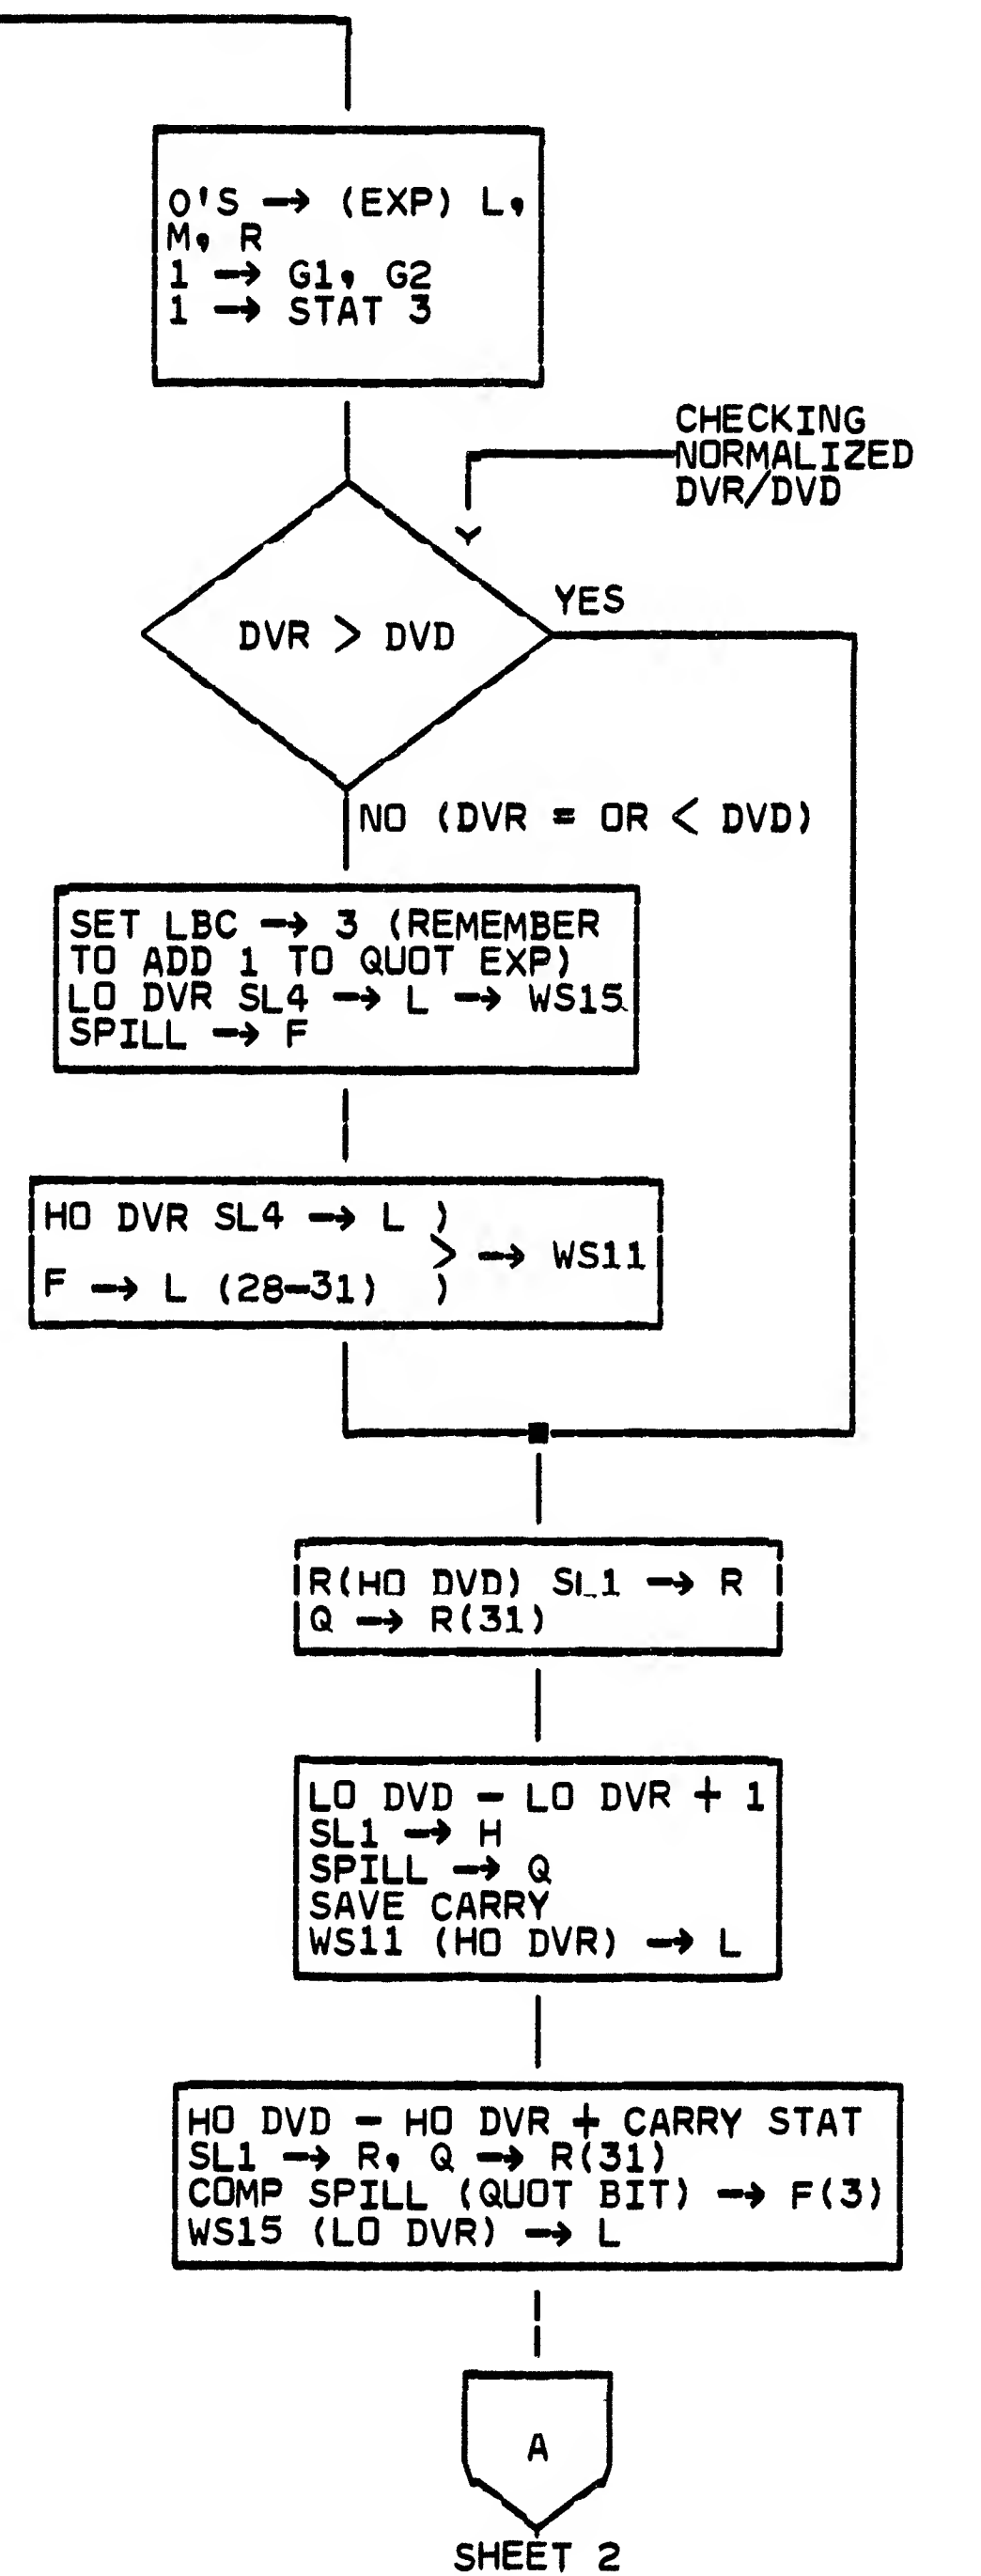 O'S → (EXP) L,
M, R
1 → G1, G2
1 → STAT 3
CHECKING
NORMALIZED
DVR/DVD
YES
DVR > DVD
NO (DVR = OR < DVD)
SET LBC → 3 (REMEMBER
TO ADD 1 TO QUOT EXP)
LO DVR SL4 → L → WS15
SPILL → F
HO DVR SL4 → L )
> → WS11
F → L (28-31) )
R(HO DVD) SL1 → R
Q → R(31)
LO DVD - LO DVR + 1
SL1 → H
SPILL → Q
SAVE CARRY
WS11 (HO DVR) → L
HO DVD - HO DVR + CARRY STAT
SL1 → R, Q → R(31)
COMP SPILL (QUOT BIT) → F(3)
WS15 (LO DVR) → L
A
SHEET 2